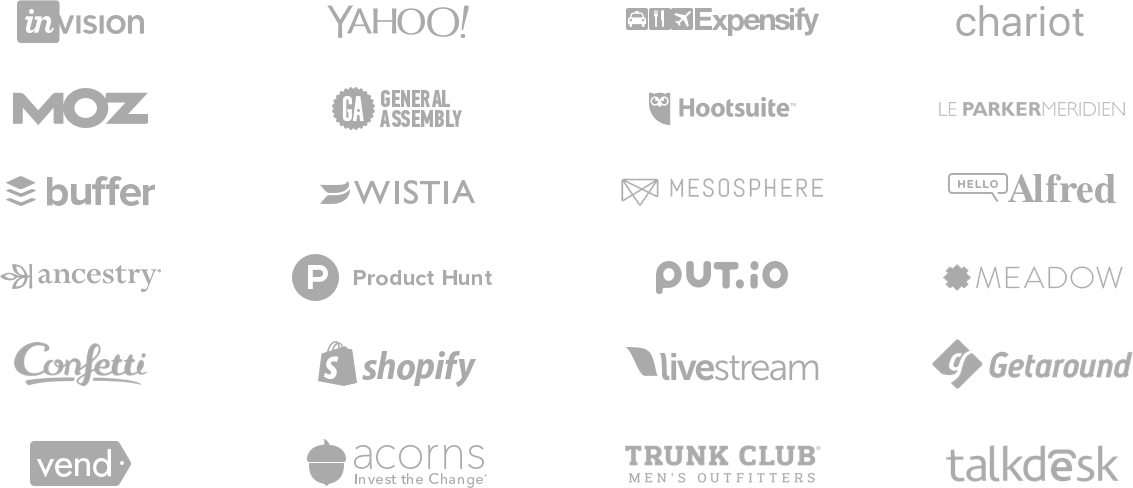 inVISION
YAHOO!
Expensify
chariot
MOZ
GA
GENERAL
ASSEMBLY
Hootsuite™
LE PARKER MERIDIEN
buffer
WISTIA
MESOSPHERE
HELLO
Alfred
ancestry
P
Product Hunt
PUT.iO
MEADOW
Confetti
S
shopify
livestream
g
Getaround
vend
acorns
Invest the Change
TRUNK CLUB®
MEN'S OUTFITTERS
talkdesk